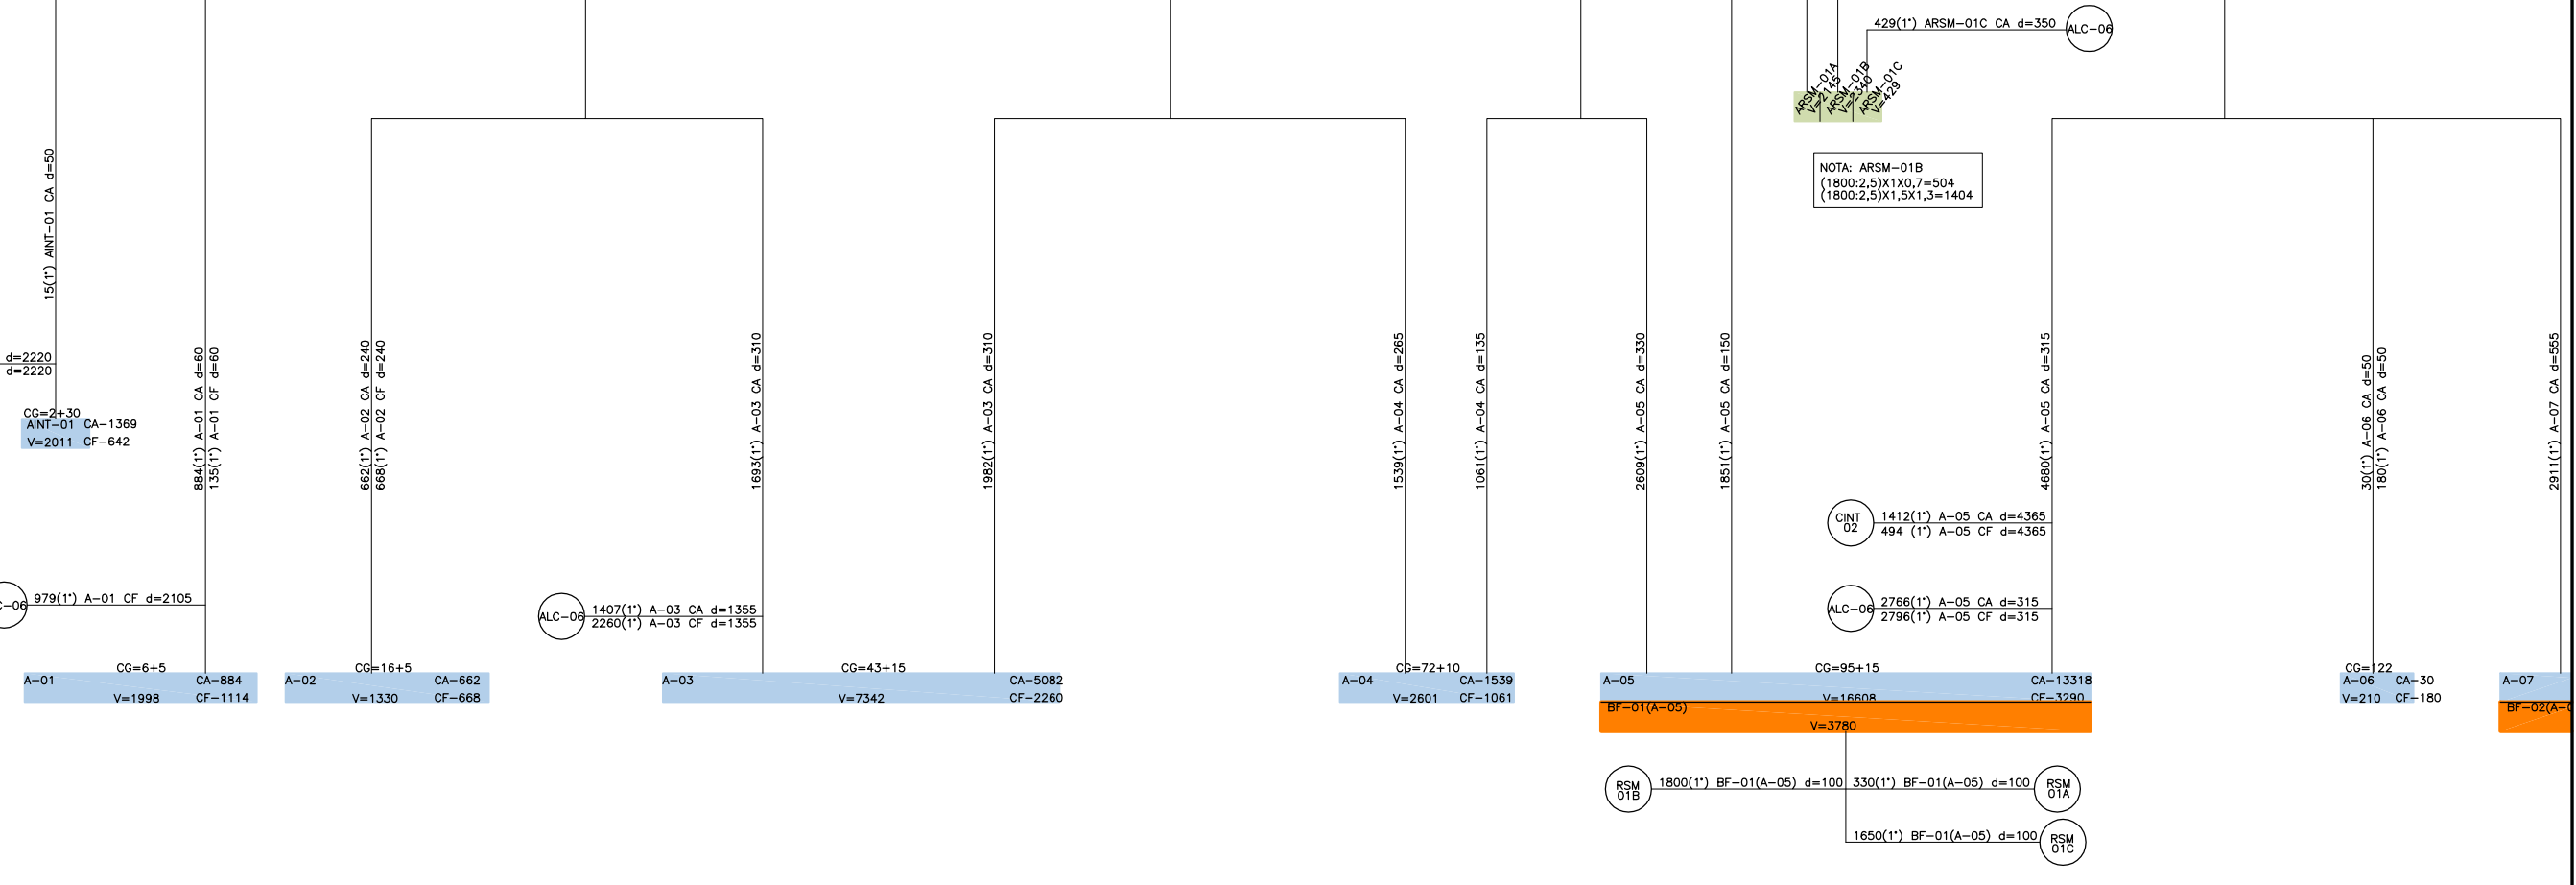 429(1°) ARSM-01C CA d=350
ALC-06
ARSM-01A
V=2145
ARSM-01B
V=2340
ARSM-01C
V=429
NOTA: ARSM-01B
(1800:2,5)X1X0,7=504
(1800:2,5)X1,5X1,3=1404
15(1°) AINT-01 CA d=50
d=2220
d=2220
CG=2+30
AINT-01 CA-1369
V=2011 CF-642
884(1°) A-01 CA d=60
135(1°) A-01 CF d=60
662(1°) A-02 CA d=240
668(1°) A-02 CF d=240
1693(1°) A-03 CA d=310
1982(1°) A-03 CA d=310
1539(1°) A-04 CA d=265
1061(1°) A-04 CA d=135
2609(1°) A-05 CA d=330
1851(1°) A-05 CA d=150
4680(1°) A-05 CA d=315
30(1°) A-06 CA d=50
180(1°) A-06 CA d=50
2911(1°) A-07 CA d=555
CINT
02
1412(1°) A-05 CA d=4365
494 (1°) A-05 CF d=4365
C-06
979(1°) A-01 CF d=2105
ALC-06
1407(1°) A-03 CA d=1355
2260(1°) A-03 CF d=1355
ALC-06
2766(1°) A-05 CA d=315
2796(1°) A-05 CF d=315
CG=6+5
A-01 CA-884
V=1998 CF-1114
CG=16+5
A-02 CA-662
V=1330 CF-668
CG=43+15
A-03 CA-5082
V=7342 CF-2260
CG=72+10
A-04 CA-1539
V=2601 CF-1061
CG=95+15
A-05 CA-13318
V=16608 CF-3290
BF-01(A-05)
V=3780
CG=122
A-06 CA-30
V=210 CF-180
A-07
BF-02(A-0
RSM
01B
1800(1°) BF-01(A-05) d=100
330(1°) BF-01(A-05) d=100
RSM
01A
1650(1°) BF-01(A-05) d=100
RSM
01C